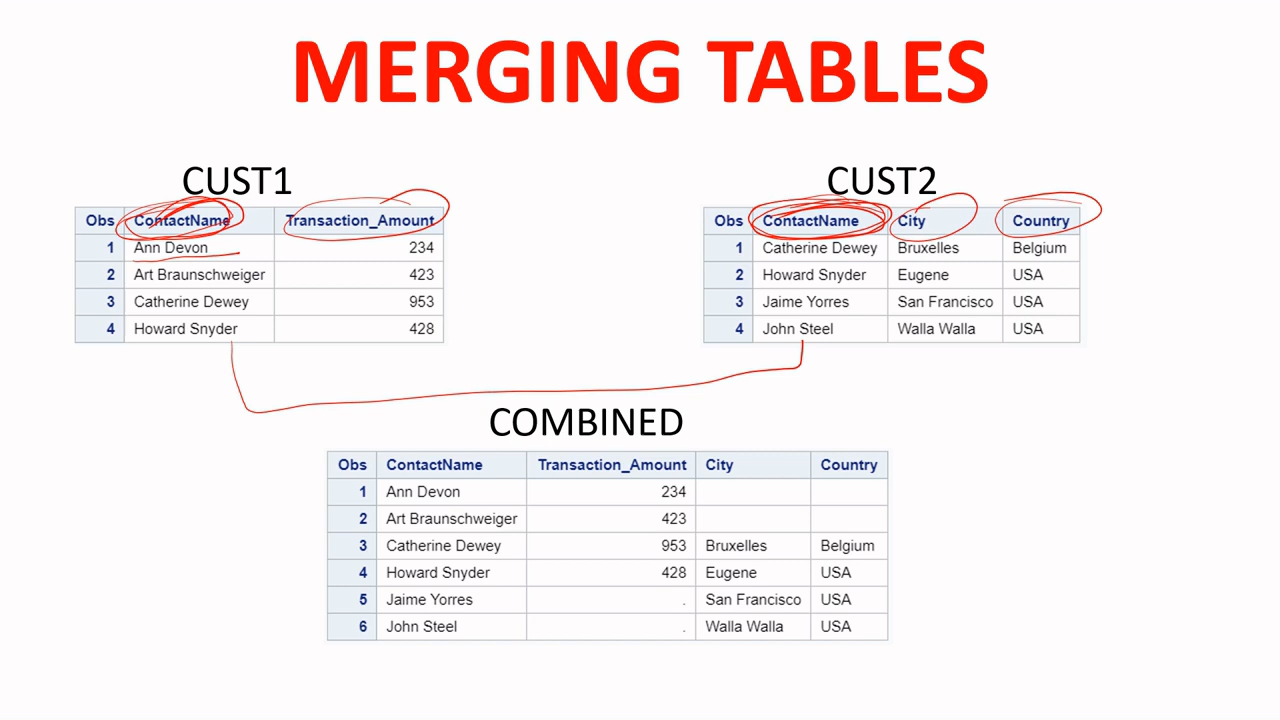 MERGING TABLES
CUST1
Obs ContactName Transaction_Amount
1 Ann Devon 234
2 Art Braunschweiger 423
3 Catherine Dewey 953
4 Howard Snyder 428
CUST2
Obs ContactName City Country
1 Catherine Dewey Bruxelles Belgium
2 Howard Snyder Eugene USA
3 Jaime Yorres San Francisco USA
4 John Steel Walla Walla USA
COMBINED
Obs ContactName Transaction_Amount City Country
1 Ann Devon 234
2 Art Braunschweiger 423
3 Catherine Dewey 953 Bruxelles Belgium
4 Howard Snyder 428 Eugene USA
5 Jaime Yorres . San Francisco USA
6 John Steel . Walla Walla USA